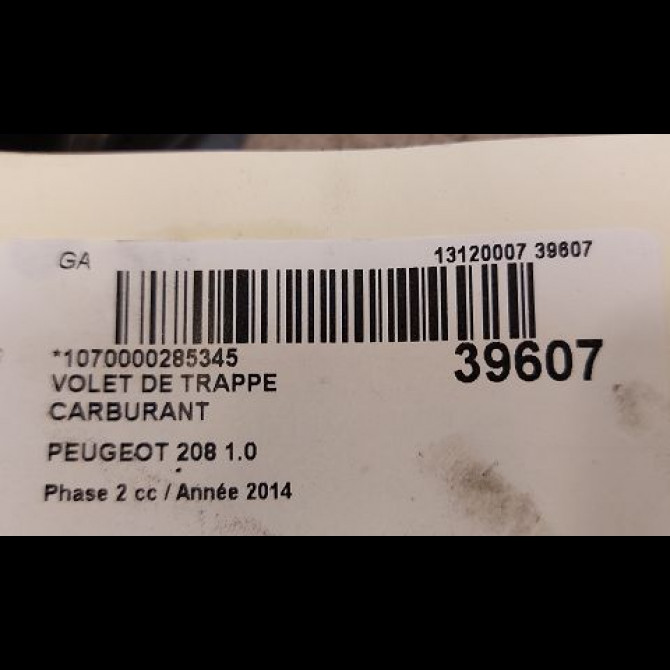 GA
13120007 39607
*1070000285345
39607
VOLET DE TRAPPE
CARBURANT
PEUGEOT 208 1.0
Phase 2 cc / Année 2014